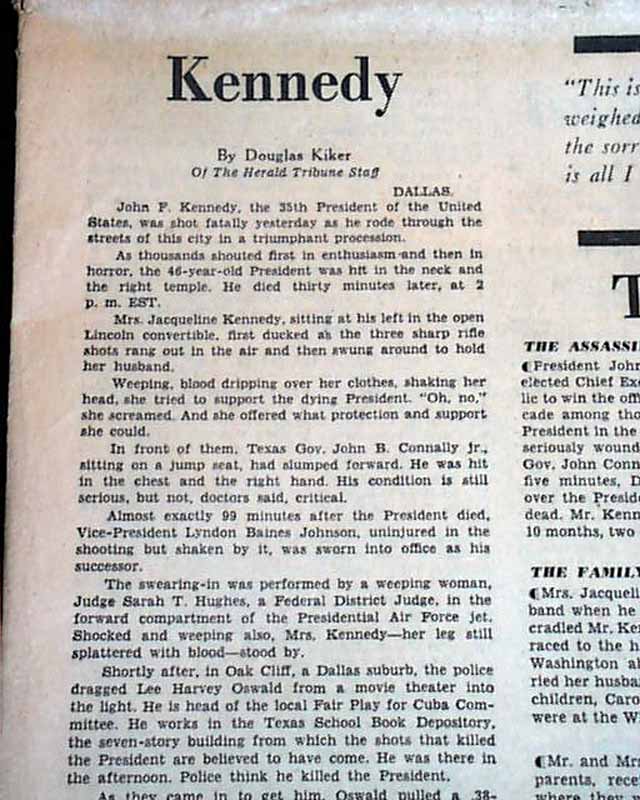 Kennedy
By Douglas Kiker
Of The Herald Tribune Staff
DALLAS.
John F. Kennedy, the 35th President of the United
States, was shot fatally yesterday as he rode through the
streets of this city in a triumphant procession.
As thousands shouted first in enthusiasm and then in
horror, the 46-year-old President was hit in the neck and
the right temple. He died thirty minutes later, at 2
p. m. EST.
Mrs. Jacqueline Kennedy, sitting at his left in the open
Lincoln convertible, first ducked as the three sharp rifle
shots rang out in the air and then swung around to hold
her husband.
Weeping, blood dripping over her clothes, shaking her
head, she tried to support the dying President. "Oh, no,"
she screamed. And she offered what protection and support
she could.
In front of them, Texas Gov. John B. Connally jr.,
sitting on a jump seat, had slumped forward. He was hit
in the chest and the right hand. His condition is still
serious, but not, doctors said, critical.
Almost exactly 99 minutes after the President died,
Vice-President Lyndon Baines Johnson, uninjured in the
shooting but shaken by it, was sworn into office as his
successor.
The swearing-in was performed by a weeping woman,
Judge Sarah T. Hughes, a Federal District Judge, in the
forward compartment of the Presidential Air Force jet.
Shocked and weeping also, Mrs. Kennedy—her leg still
splattered with blood—stood by.
Shortly after, in Oak Cliff, a Dallas suburb, the police
dragged Lee Harvey Oswald from a movie theater into
the light. He is head of the local Fair Play for Cuba Com-
mittee. He works in the Texas School Book Depository,
the seven-story building from which the shots that killed
the President are believed to have come. He was there in
the afternoon. Police think he killed the President.
As they came in to get him, Oswald pulled a .38-
"This is
weighed
the sorr
is all I
T
THE ASSASSI
¶President John
elected Chief Exe
lic to win the offi
cade among tho
President in the
seriously wound
Gov. John Conn
five minutes, D
over the Presid
dead. Mr. Kenn
10 months, two
THE FAMILY
¶Mrs. Jacqueli
band when he
cradled Mr. Ken
raced to the h
Washington ab
ried her husba
children, Caro
were at the W
¶Mr. and Mrs
parents, rece
where they w